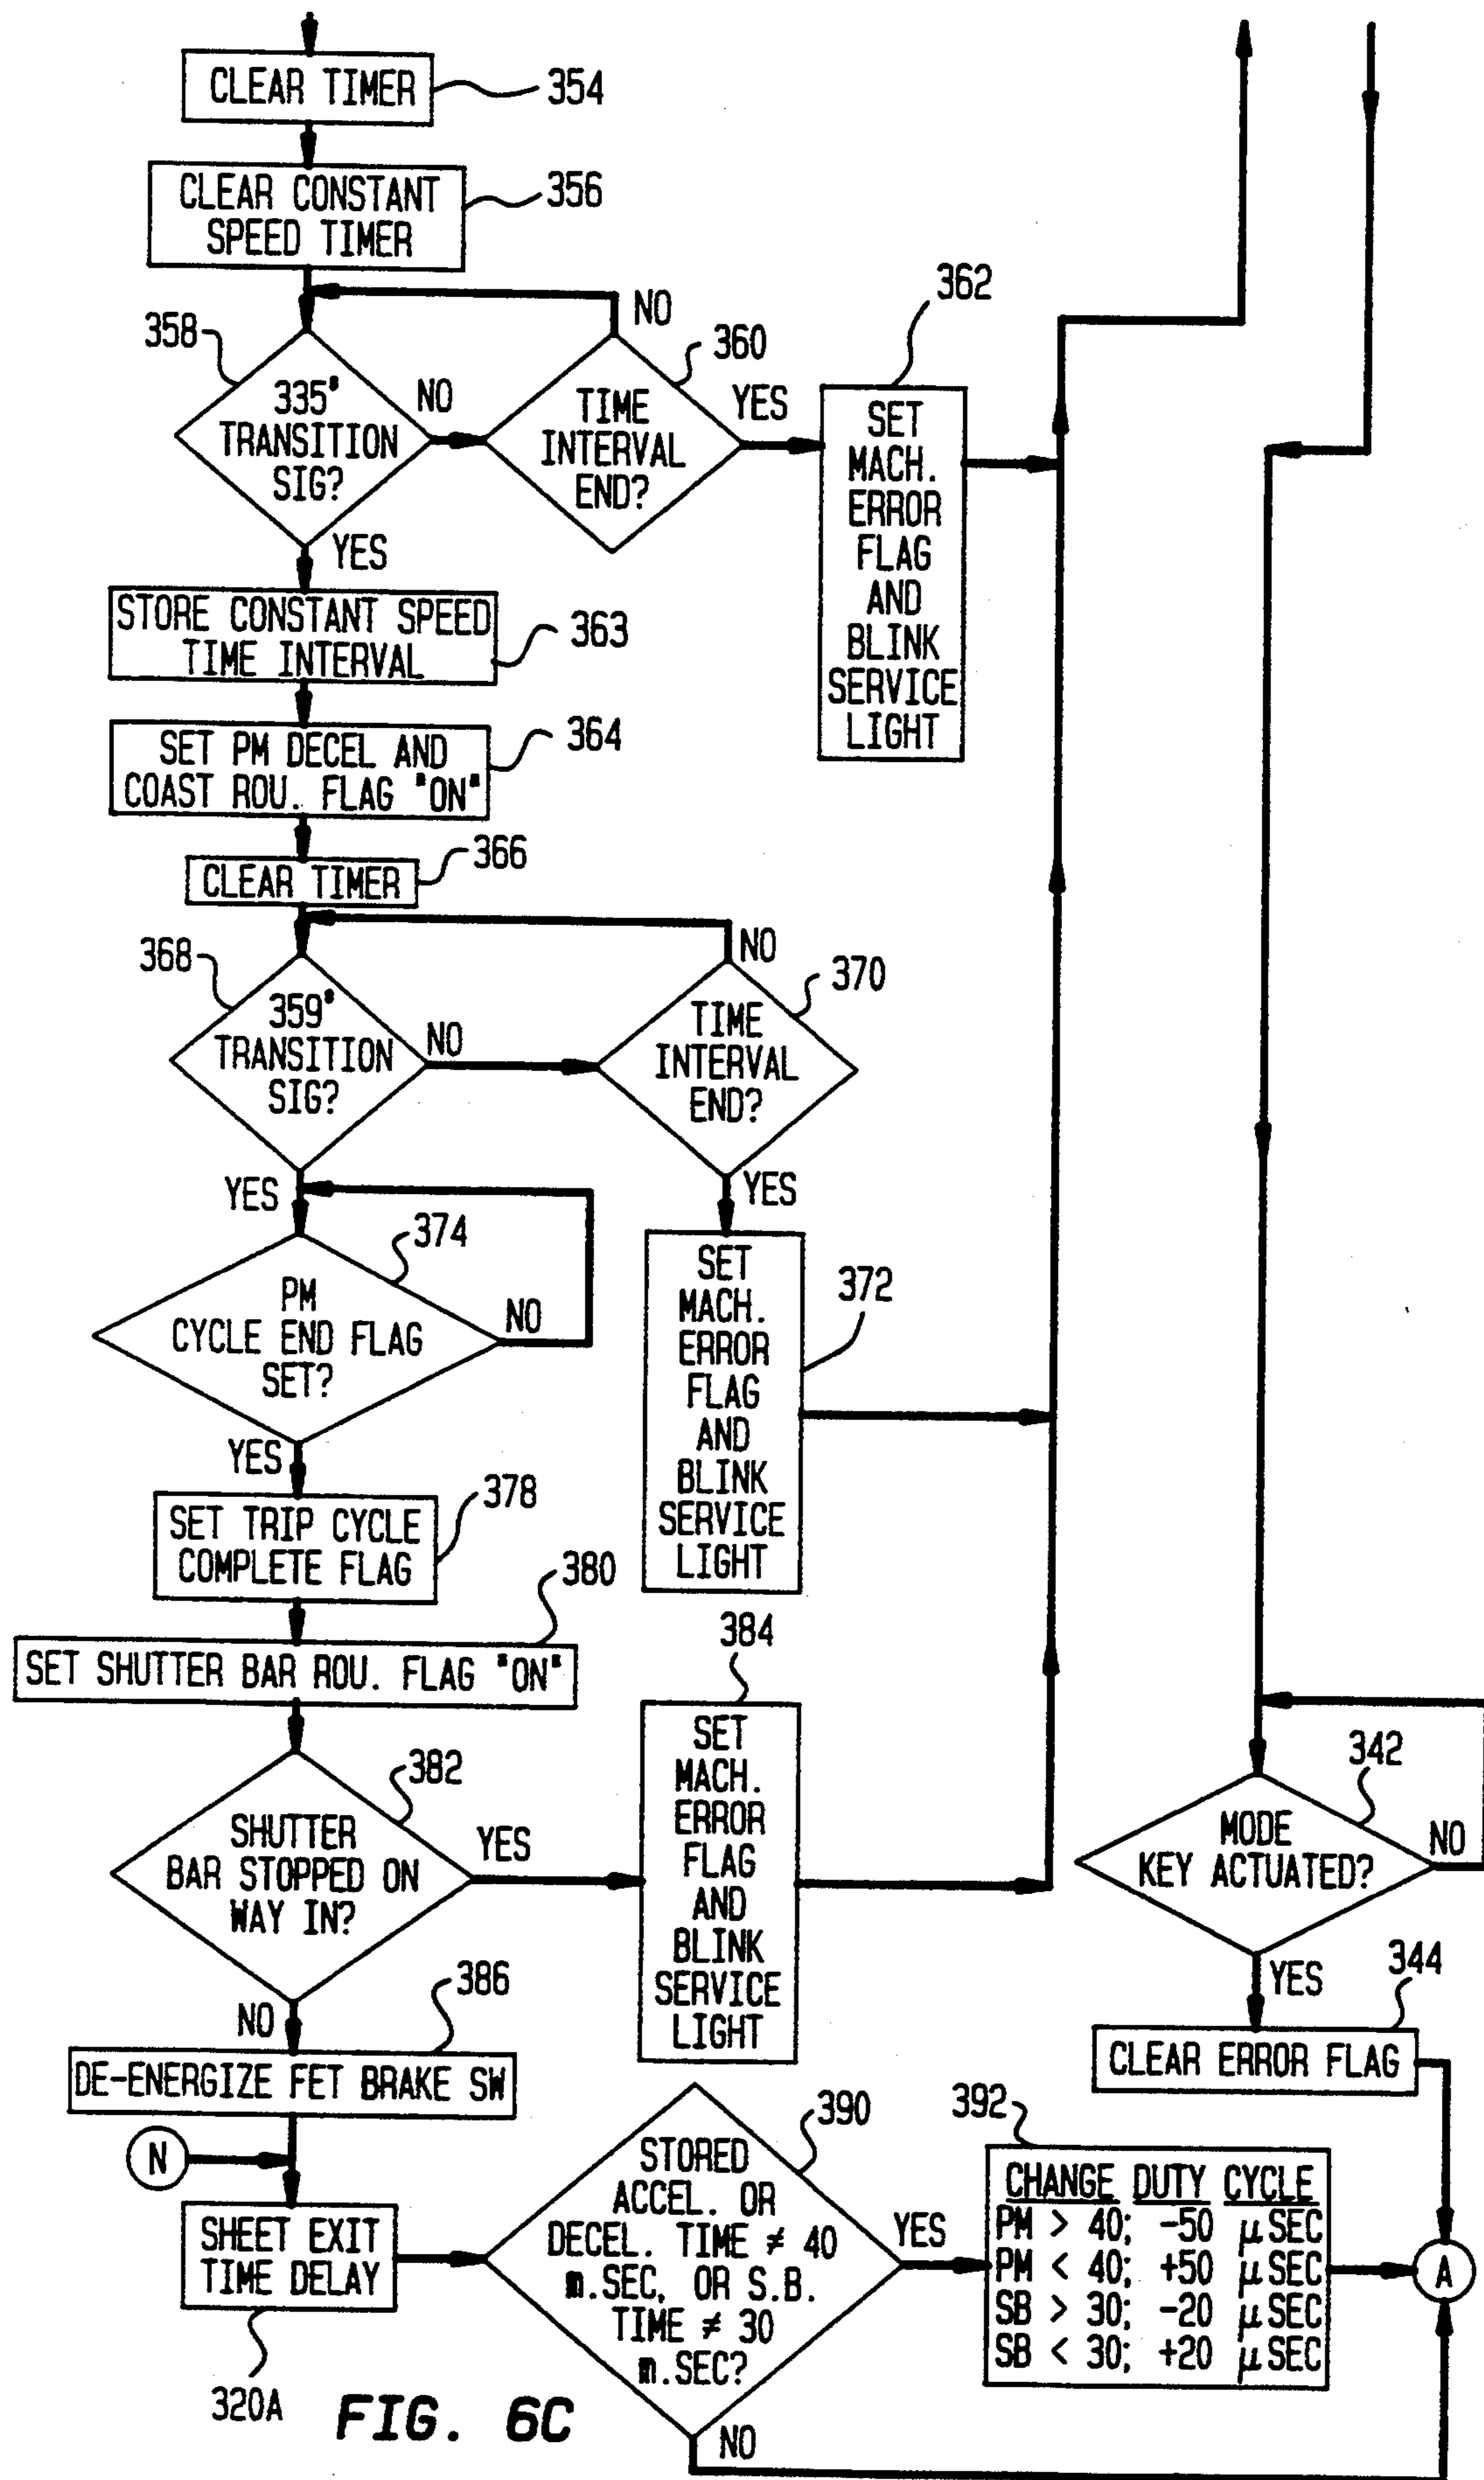 CLEAR TIMER
354
CLEAR CONSTANT
SPEED TIMER
356
358
335°
TRANSITION
SIG?
NO
YES
360
TIME
INTERVAL
END?
NO
YES
362
SET
MACH.
ERROR
FLAG
AND
BLINK
SERVICE
LIGHT
STORE CONSTANT SPEED
TIME INTERVAL
363
SET PM DECEL AND
COAST ROU. FLAG "ON"
364
CLEAR TIMER
366
368
359°
TRANSITION
SIG?
NO
YES
370
TIME
INTERVAL
END?
NO
YES
372
SET
MACH.
ERROR
FLAG
AND
BLINK
SERVICE
LIGHT
374
PM
CYCLE END FLAG
SET?
NO
YES
SET TRIP CYCLE
COMPLETE FLAG
378
SET SHUTTER BAR ROU. FLAG "ON"
380
382
SHUTTER
BAR STOPPED ON
WAY IN?
YES
NO
384
SET
MACH.
ERROR
FLAG
AND
BLINK
SERVICE
LIGHT
342
MODE
KEY ACTUATED?
NO
YES
344
CLEAR ERROR FLAG
386
DE-ENERGIZE FET BRAKE SW
N
SHEET EXIT
TIME DELAY
320A
390
STORED
ACCEL. OR
DECEL. TIME ≠ 40
m.SEC, OR S.B.
TIME ≠ 30
m.SEC?
YES
NO
392
CHANGE DUTY CYCLE
PM > 40; -50 μSEC
PM < 40; +50 μSEC
SB > 30; -20 μSEC
SB < 30; +20 μSEC
A
FIG. 6C